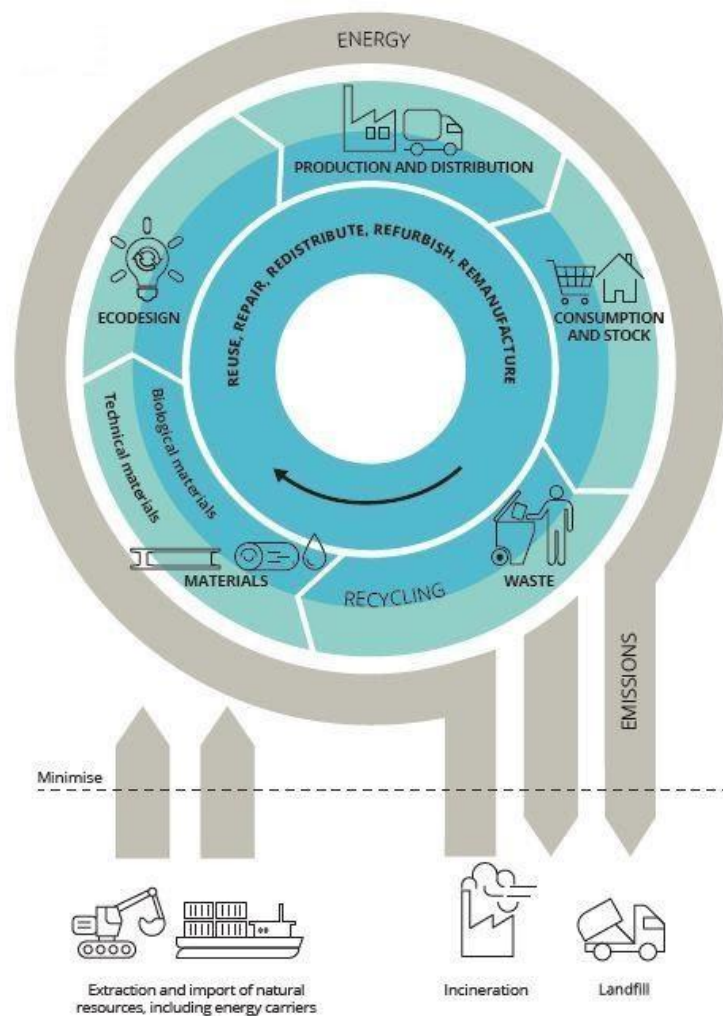 ENERGY
PRODUCTION AND DISTRIBUTION
REUSE, REPAIR, REDISTRIBUTE, REFURBISH, REMANUFACTURE
ECODESIGN
CONSUMPTION
AND STOCK
Technical materials
Biological materials
MATERIALS
RECYCLING
WASTE
EMISSIONS
Minimise
Extraction and import of natural
resources, including energy carriers
Incineration
Landfill